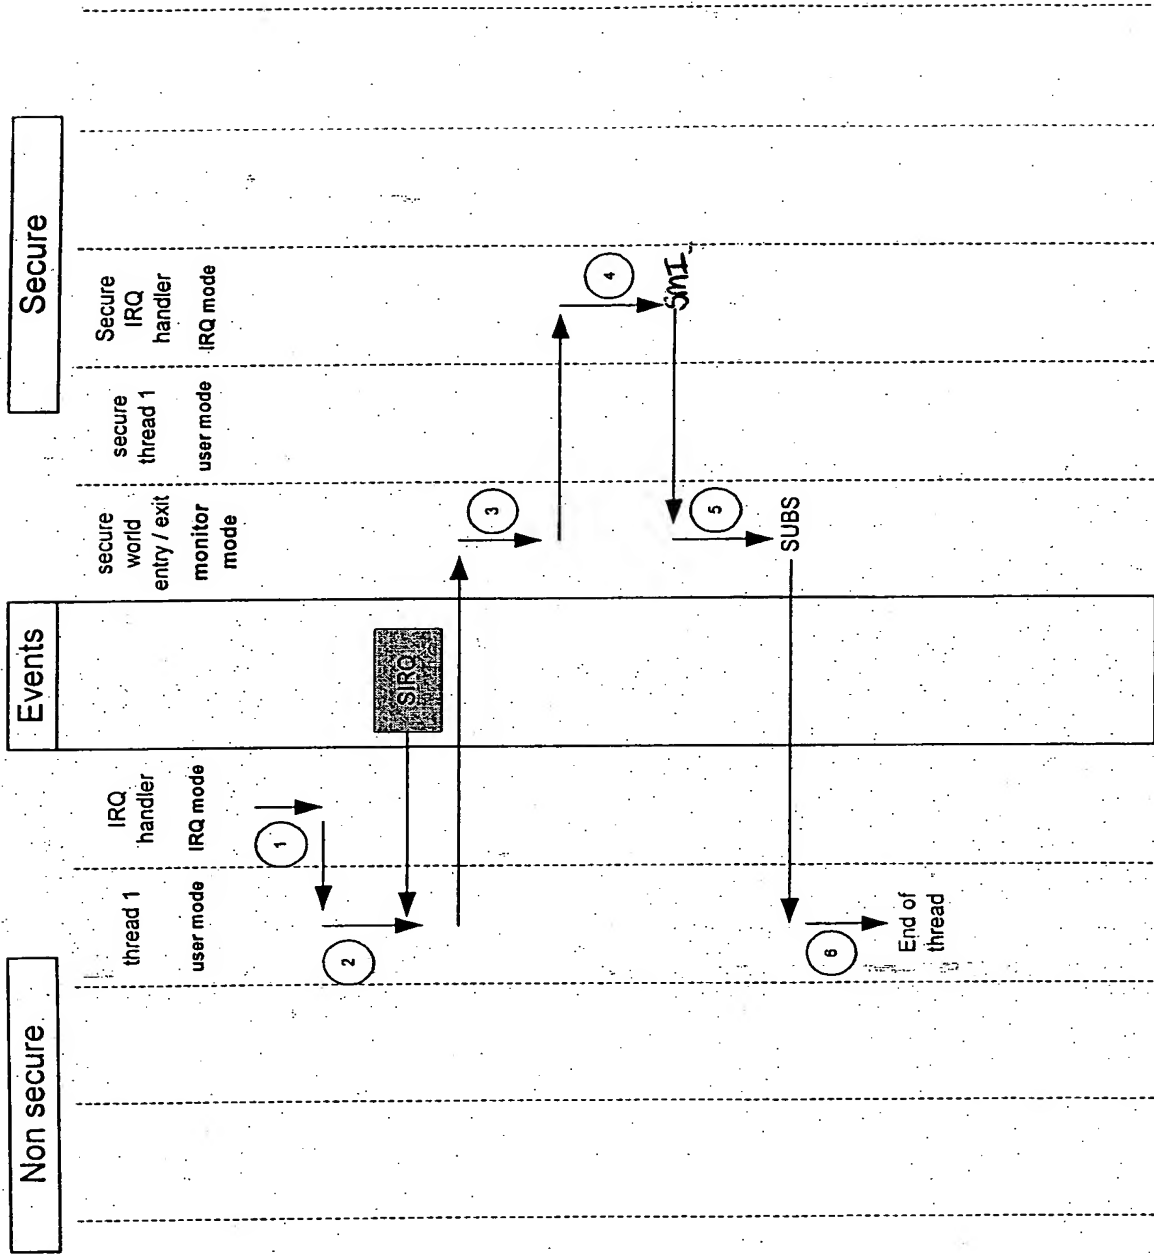 Non secure
Events
Secure
thread 1
user mode
IRQ
handler
IRQ mode
secure
world
entry / exit
monitor
mode
secure
thread 1
user mode
Secure
IRQ
handler
IRQ mode
1
2
SIRQ
3
4
SMI
5
SUBS
6
End of
thread